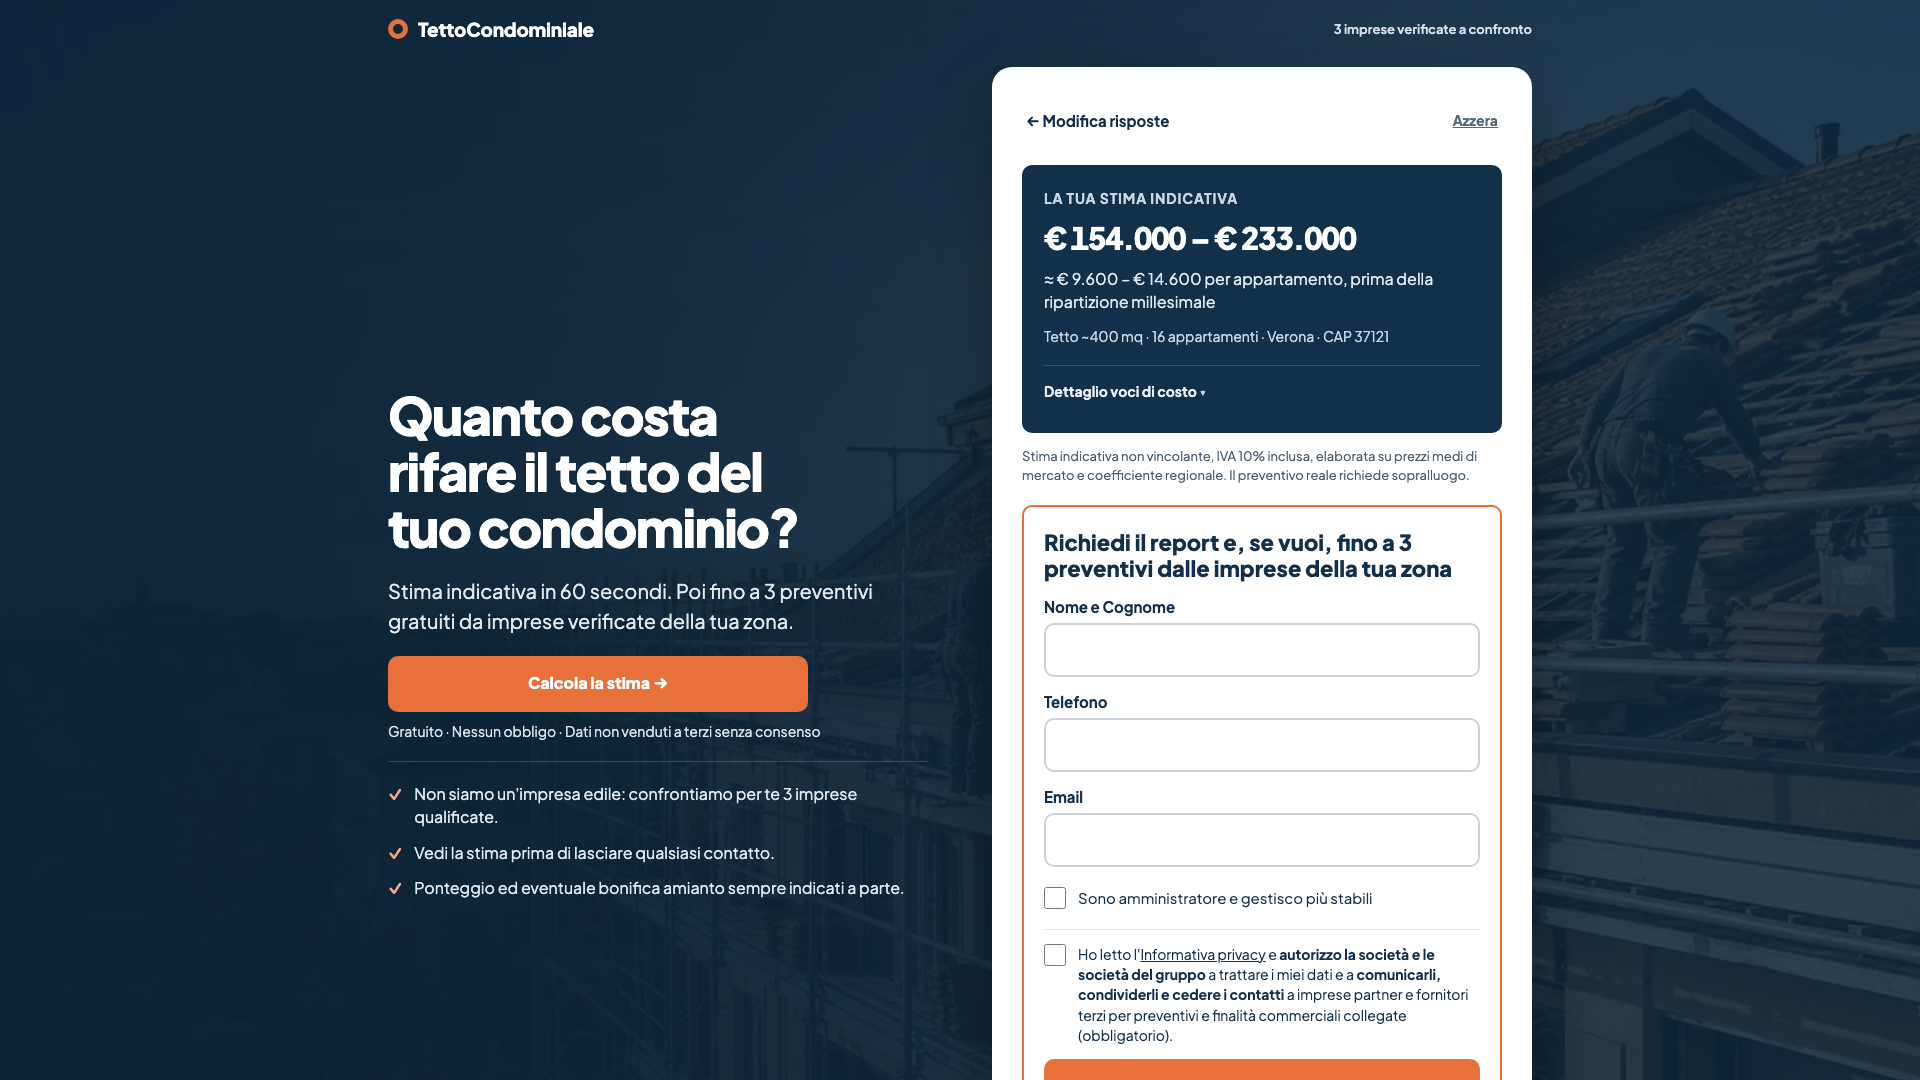 TettoCondominiale
3 imprese verificate a confronto
Quanto costa
rifare il tetto del
tuo condominio?
Stima indicativa in 60 secondi. Poi fino a 3 preventivi
gratuiti da imprese verificate della tua zona.
Calcola la stima →
Gratuito · Nessun obbligo · Dati non venduti a terzi senza consenso
Non siamo un'impresa edile: confrontiamo per te 3 imprese
qualificate.
Vedi la stima prima di lasciare qualsiasi contatto.
Ponteggio ed eventuale bonifica amianto sempre indicati a parte.
← Modifica risposte
Azzera
LA TUA STIMA INDICATIVA
€ 154.000 – € 233.000
≈ € 9.600 – € 14.600 per appartamento, prima della
ripartizione millesimale
Tetto ~400 mq · 16 appartamenti · Verona · CAP 37121
Dettaglio voci di costo ▾
Stima indicativa non vincolante, IVA 10% inclusa, elaborata su prezzi medi di
mercato e coefficiente regionale. Il preventivo reale richiede sopralluogo.
Richiedi il report e, se vuoi, fino a 3
preventivi dalle imprese della tua zona
Nome e Cognome
Telefono
Email
Sono amministratore e gestisco più stabili
Ho letto l'Informativa privacy e autorizzo la società e le
società del gruppo a trattare i miei dati e a comunicarli,
condividerli e cedere i contatti a imprese partner e fornitori
terzi per preventivi e finalità commerciali collegate
(obbligatorio).